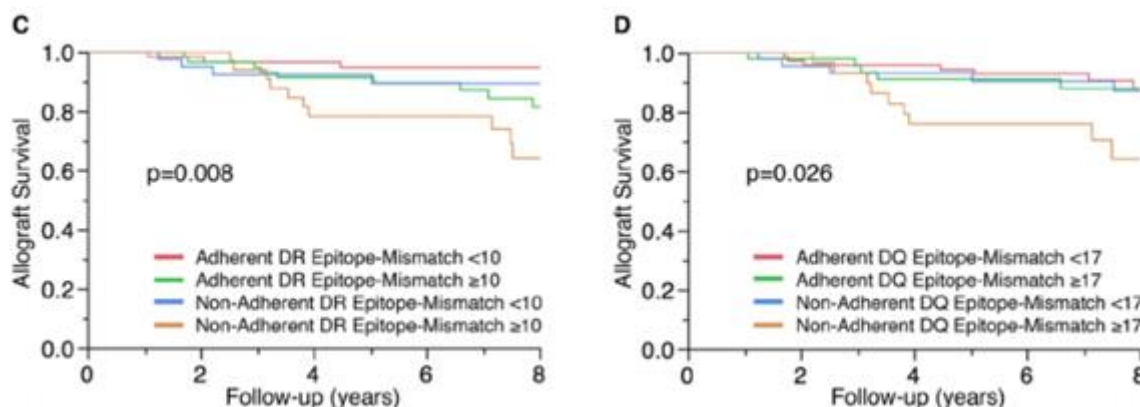 C
1.0
0.8
0.6
0.4
0.2
0.0
Allograft Survival
p=0.008
Adherent DR Epitope-Mismatch <10
Adherent DR Epitope-Mismatch ≥10
Non-Adherent DR Epitope-Mismatch <10
Non-Adherent DR Epitope-Mismatch ≥10
0 2 4 6 8
Follow-up (years)
D
1.0
0.8
0.6
0.4
0.2
0.0
Allograft Survival
p=0.026
Adherent DQ Epitope-Mismatch <17
Adherent DQ Epitope-Mismatch ≥17
Non-Adherent DQ Epitope-Mismatch <17
Non-Adherent DQ Epitope-Mismatch ≥17
0 2 4 6 8
Follow-up (years)